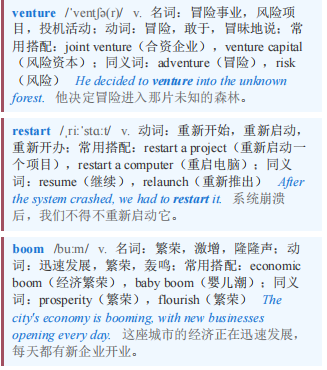 venture /ˈventʃə(r)/ v. 名词：冒险事业，风险项
目，投机活动；动词：冒险，敢于，冒昧地说；常
用搭配：joint venture（合资企业），venture capital
（风险资本）；同义词：adventure（冒险），risk
（风险） He decided to venture into the unknown
forest. 他决定冒险进入那片未知的森林。
restart /ˌriːˈstɑːt/ v. 动词：重新开始，重新启动，
重新开办；常用搭配：restart a project（重新启动一
个项目），restart a computer（重启电脑）；同义
词：resume（继续），relaunch（重新推出） After
the system crashed, we had to restart it. 系统崩溃
后，我们不得不重新启动它。
boom /buːm/ v. 名词：繁荣，激增，隆隆声；动
词：迅速发展，繁荣，轰鸣；常用搭配：economic
boom（经济繁荣），baby boom（婴儿潮）；同义
词：prosperity（繁荣），flourish（繁荣） The
city's economy is booming, with new businesses
opening every day. 这座城市的经济正在迅速发展，
每天都有新企业开业。